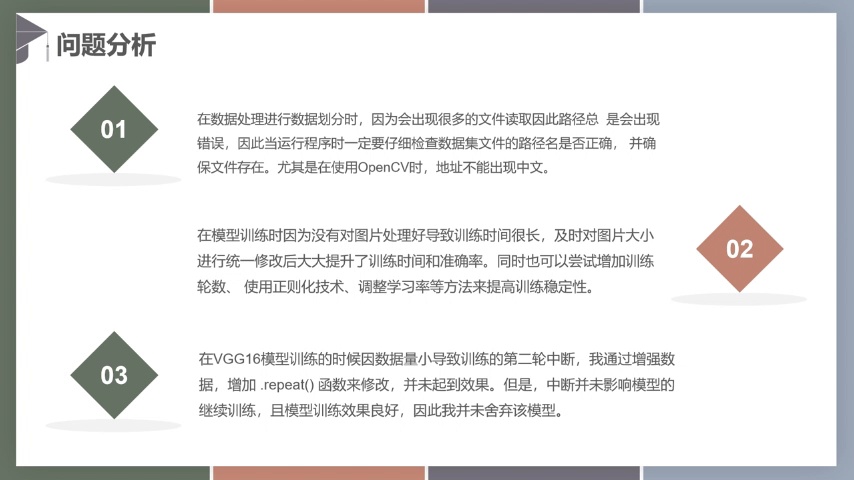 问题分析
01
在数据处理进行数据划分时，因为会出现很多的文件读取因此路径总 是会出现
错误，因此当运行程序时一定要仔细检查数据集文件的路径名是否正确， 并确
保文件存在。尤其是在使用OpenCV时，地址不能出现中文。
在模型训练时因为没有对图片处理好导致训练时间很长，及时对图片大小
进行统一修改后大大提升了训练时间和准确率。同时也可以尝试增加训练
轮数、 使用正则化技术、调整学习率等方法来提高训练稳定性。
02
03
在VGG16模型训练的时候因数据量小导致训练的第二轮中断，我通过增强数
据，增加 .repeat() 函数来修改，并未起到效果。但是，中断并未影响模型的
继续训练，且模型训练效果良好，因此我并未舍弃该模型。